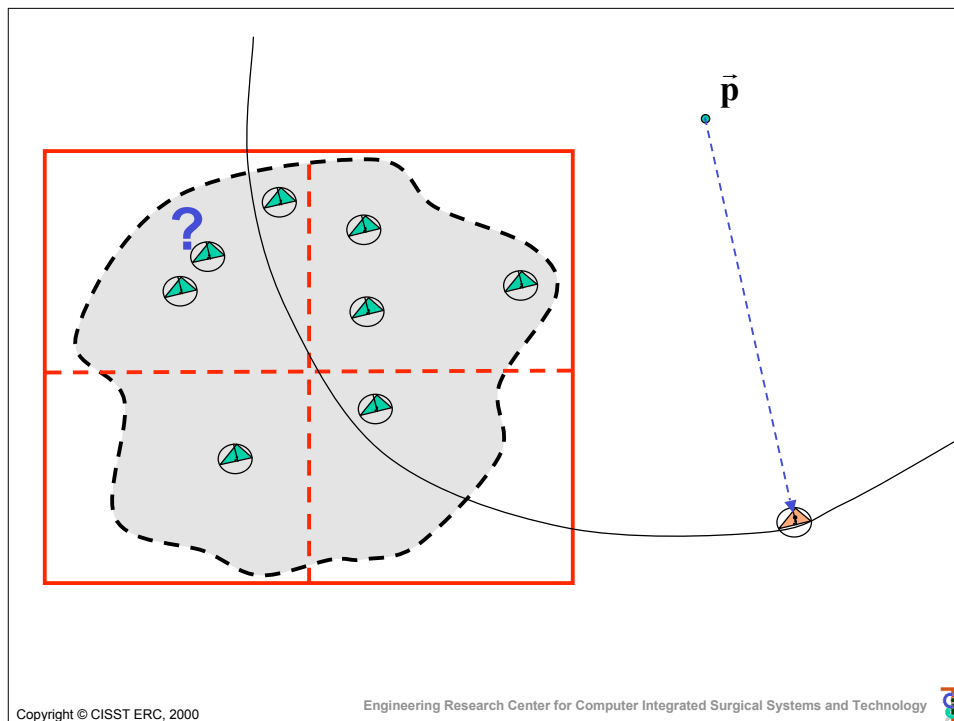 p
?
Copyright © CISST ERC, 2000
Engineering Research Center for Computer Integrated Surgical Systems and Technology